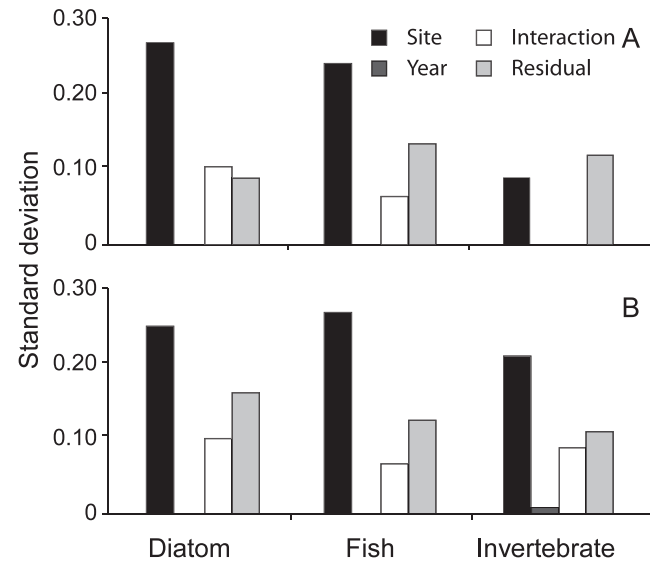 Standard deviation
0.30
0.20
0.10
0
Site
Interaction
A
Year
Residual
0.30
0.20
0.10
0
B
Diatom
Fish
Invertebrate